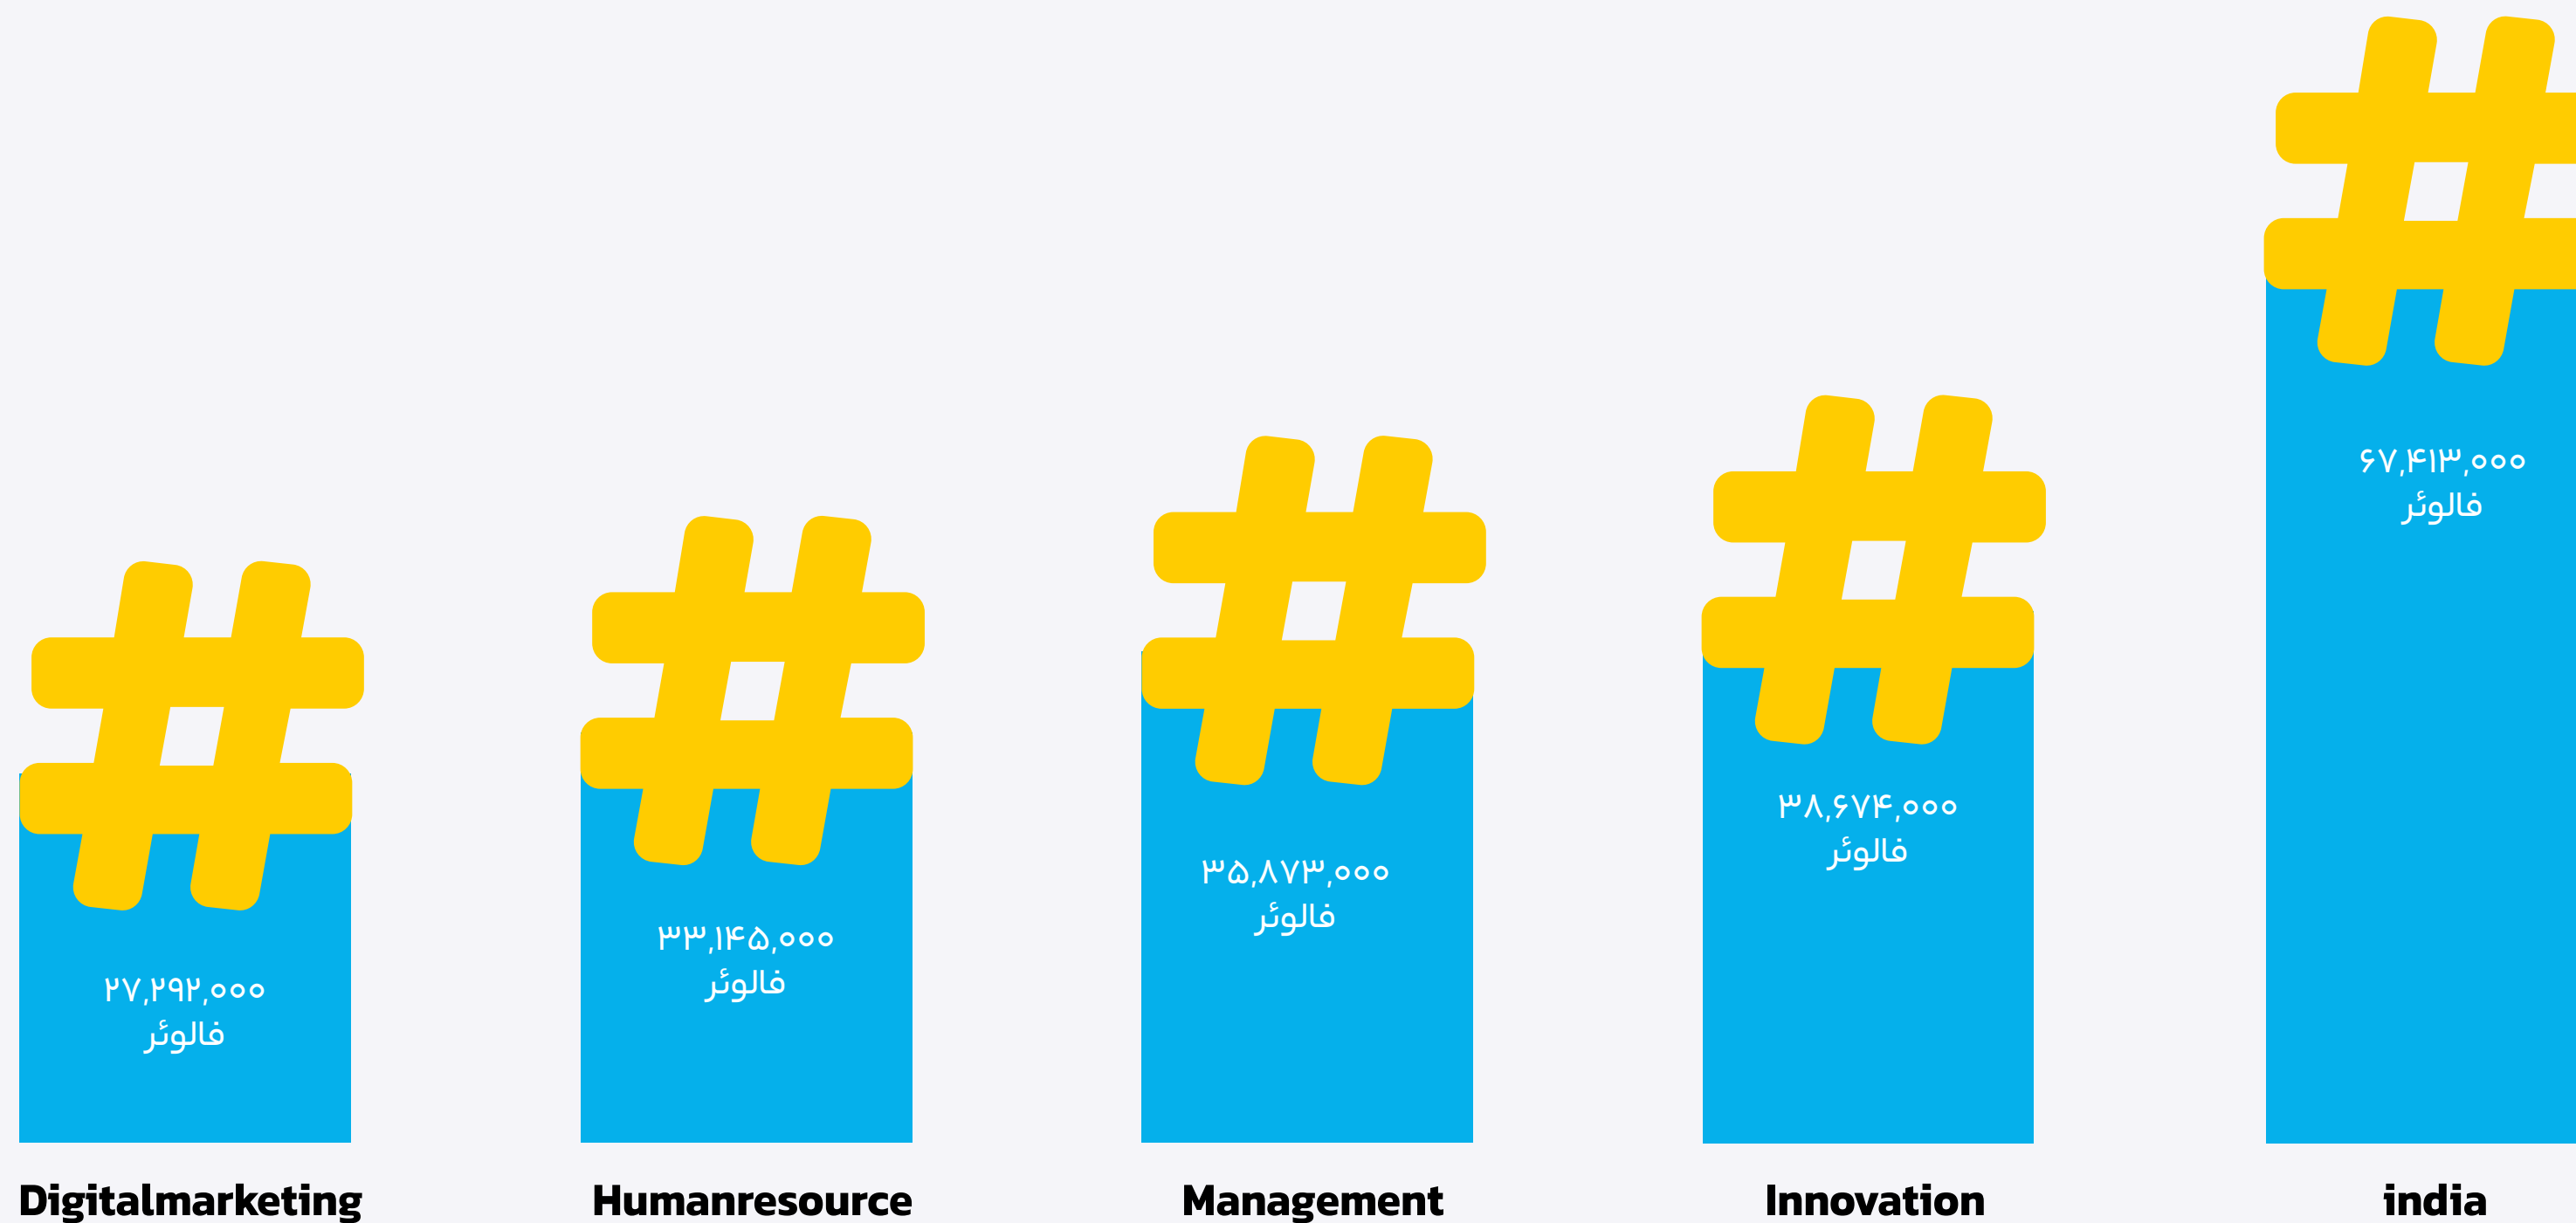 ۶۷,۴۱۳,۰۰۰
فالوئر
۳۸,۶۷۴,۰۰۰
فالوئر
۳۵,۸۷۳,۰۰۰
فالوئر
۳۳,۱۴۵,۰۰۰
فالوئر
۲۷,۲۹۲,۰۰۰
فالوئر
Digitalmarketing
Humanresource
Management
Innovation
india